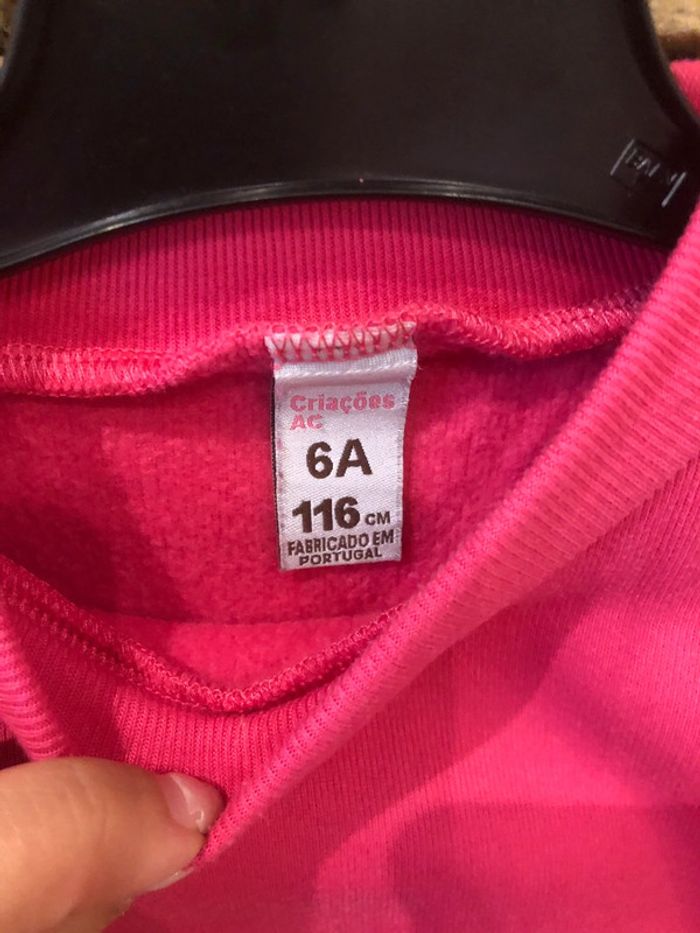 Criações
AC
6A
116 CM
FABRICADO EM
PORTUGAL